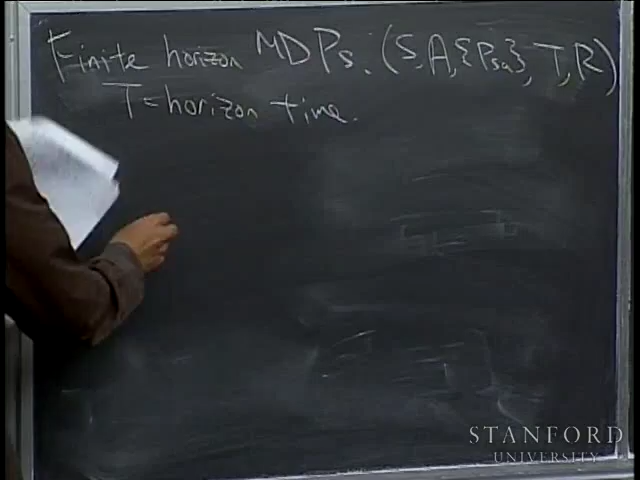 Finite horizon MDPs. (S, A, {Psa}, T, R)
T = horizon time.
STANFORD
UNIVERSITY